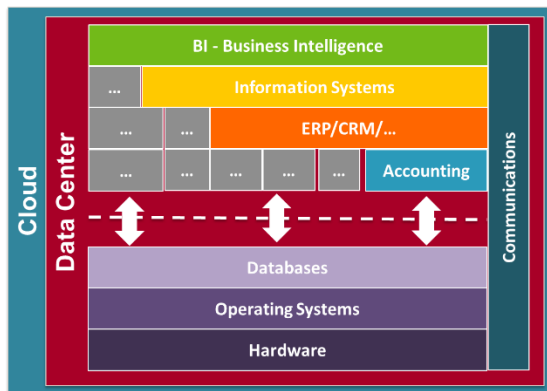 Cloud
Data Center
BI - Business Intelligence
...
Information Systems
...
...
ERP/CRM/...
...
...
...
...
...
Accounting
Communications
Databases
Operating Systems
Hardware